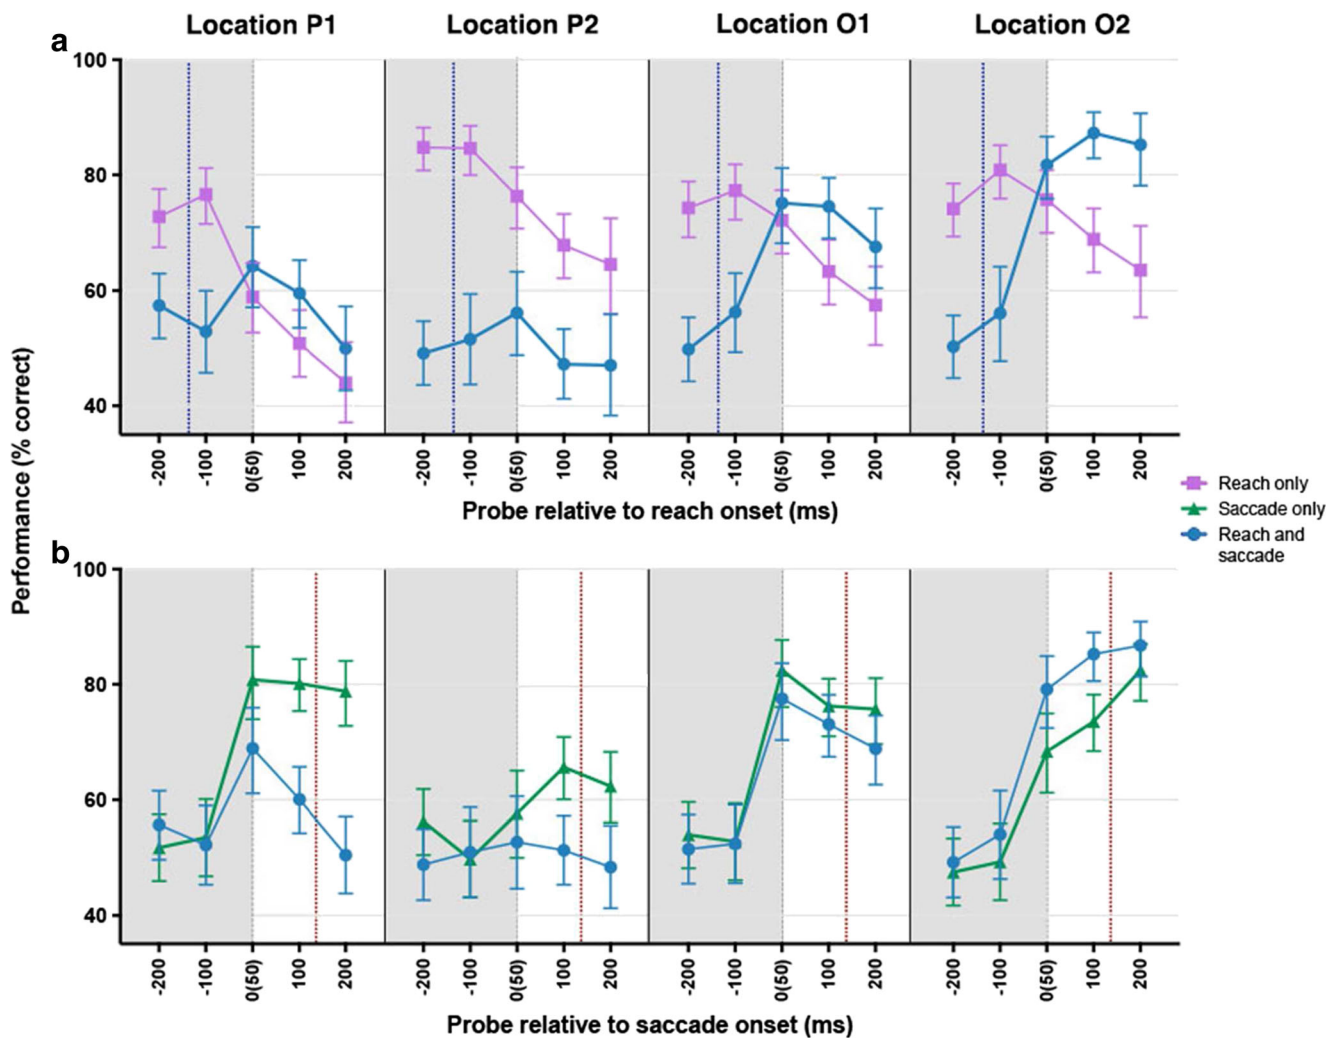 Location P1 Location P2 Location O1 Location O2
a
100
80
60
40
-200 -100 0(50) 100 200 -200 -100 0(50) 100 200 -200 -100 0(50) 100 200 -200 -100 0(50) 100 200
Probe relative to reach onset (ms)
Performance (% correct)
Reach only
Saccade only
Reach and
saccade
b
100
80
60
40
-200 -100 0(50) 100 200 -200 -100 0(50) 100 200 -200 -100 0(50) 100 200 -200 -100 0(50) 100 200
Probe relative to saccade onset (ms)